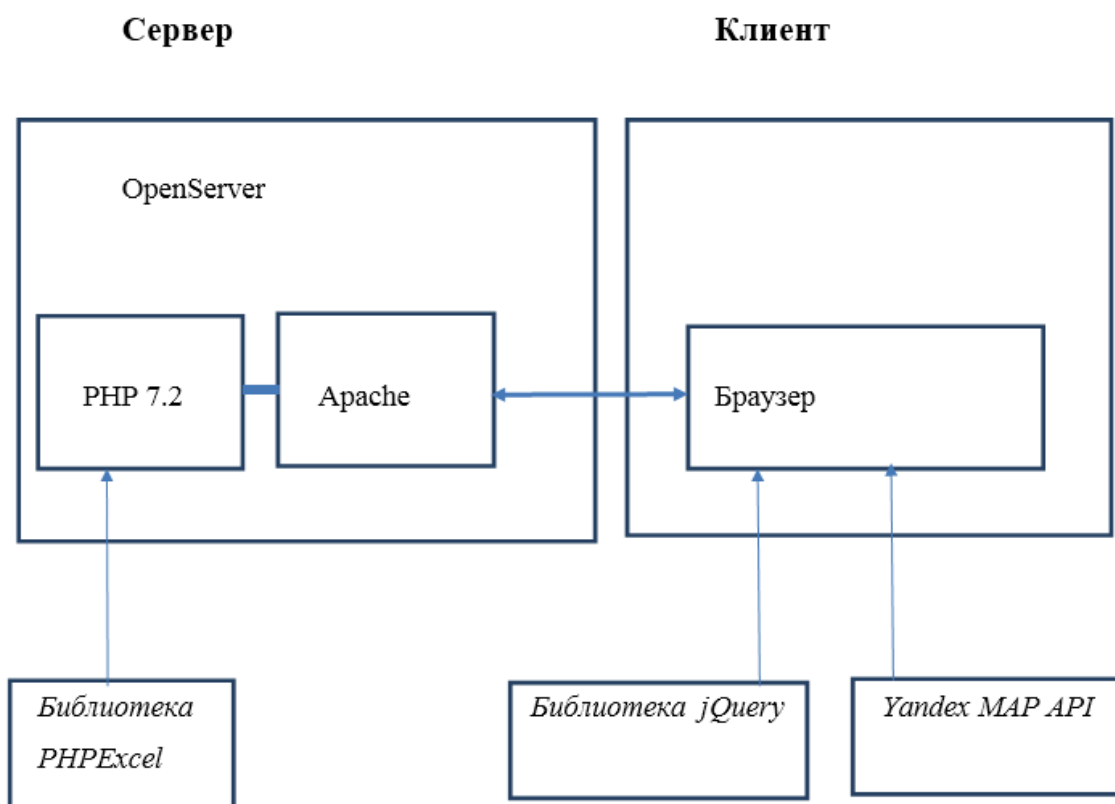 Сервер
Клиент
OpenServer
PHP 7.2
Apache
Браузер
Библиотека
PHPExcel
Библиотека jQuery
Yandex MAP API